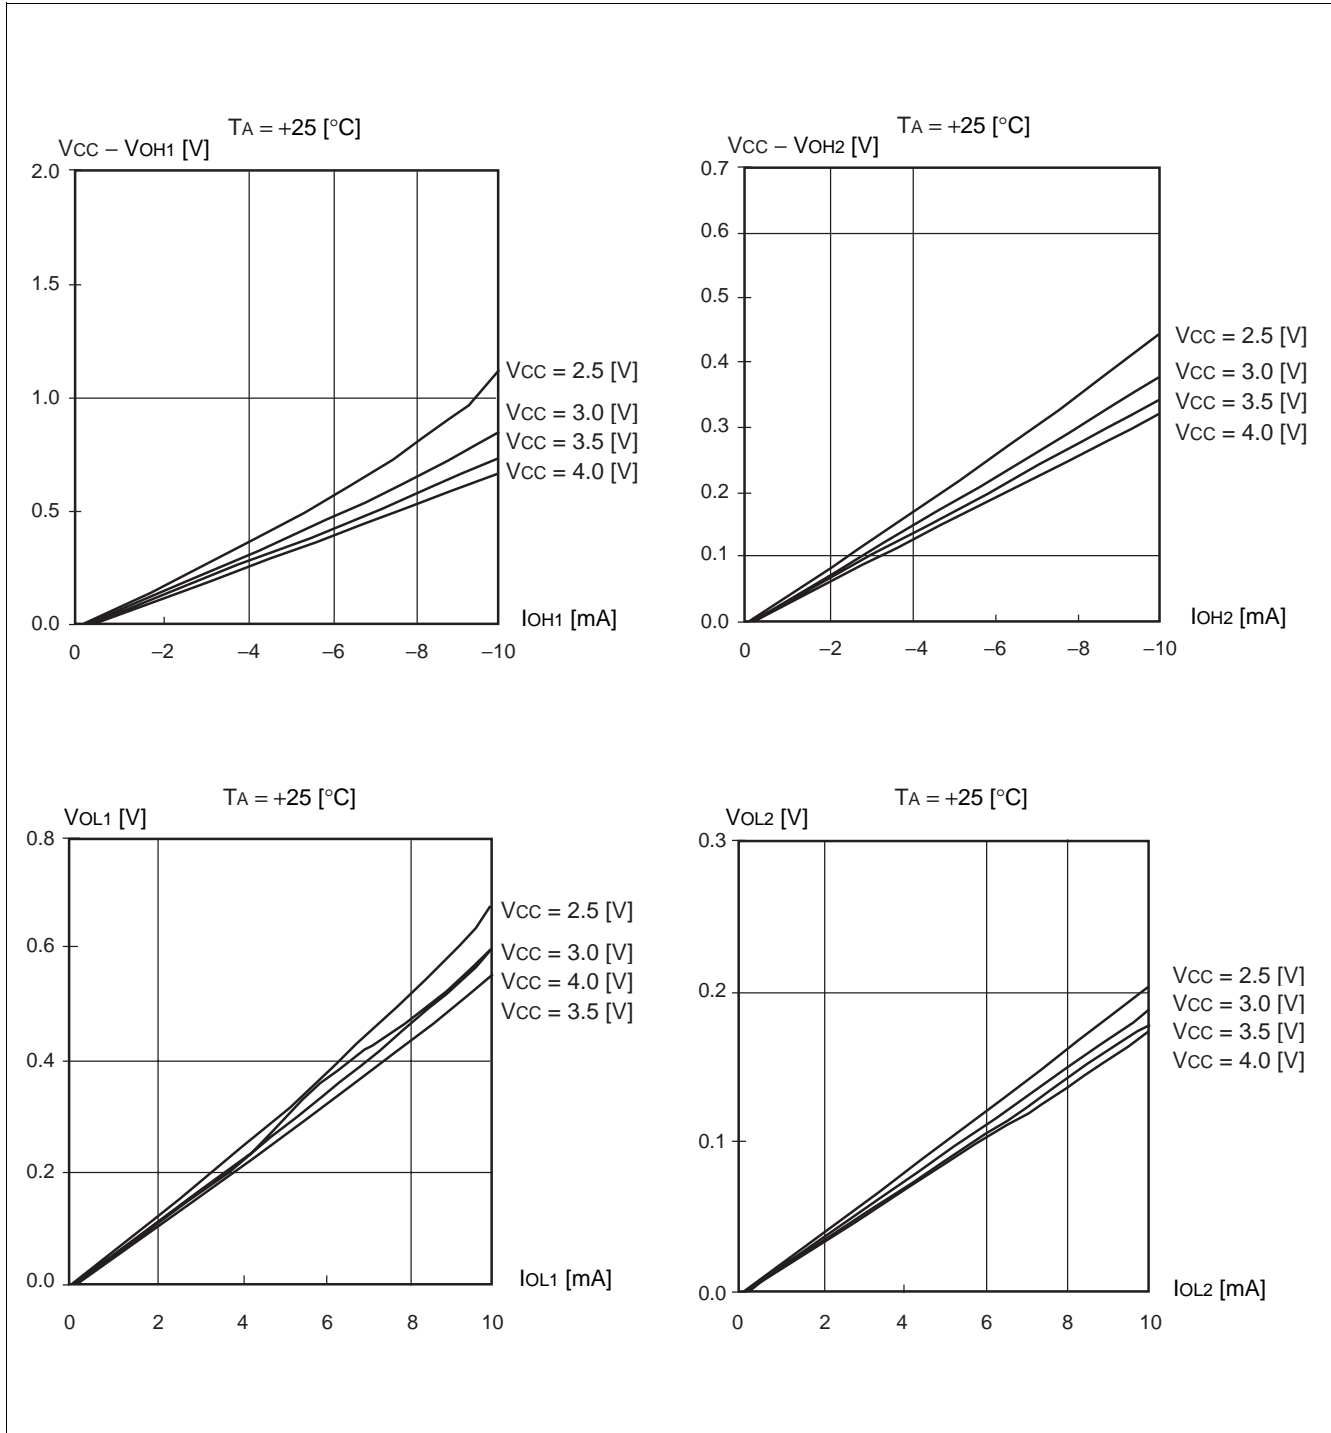 TA = +25 [°C]
VCC – VOH1 [V]
2.0
1.5
1.0
0.5
0.0
VCC = 2.5 [V]
VCC = 3.0 [V]
VCC = 3.5 [V]
VCC = 4.0 [V]
IOH1 [mA]
0 –2 –4 –6 –8 –10
TA = +25 [°C]
VCC – VOH2 [V]
0.7
0.6
0.5
0.4
0.3
0.2
0.1
0.0
VCC = 2.5 [V]
VCC = 3.0 [V]
VCC = 3.5 [V]
VCC = 4.0 [V]
IOH2 [mA]
0 –2 –4 –6 –8 –10
TA = +25 [°C]
VOL1 [V]
0.8
0.6
0.4
0.2
0.0
VCC = 2.5 [V]
VCC = 3.0 [V]
VCC = 4.0 [V]
VCC = 3.5 [V]
IOL1 [mA]
0 2 4 6 8 10
TA = +25 [°C]
VOL2 [V]
0.3
0.2
0.1
0.0
VCC = 2.5 [V]
VCC = 3.0 [V]
VCC = 3.5 [V]
VCC = 4.0 [V]
IOL2 [mA]
0 2 4 6 8 10